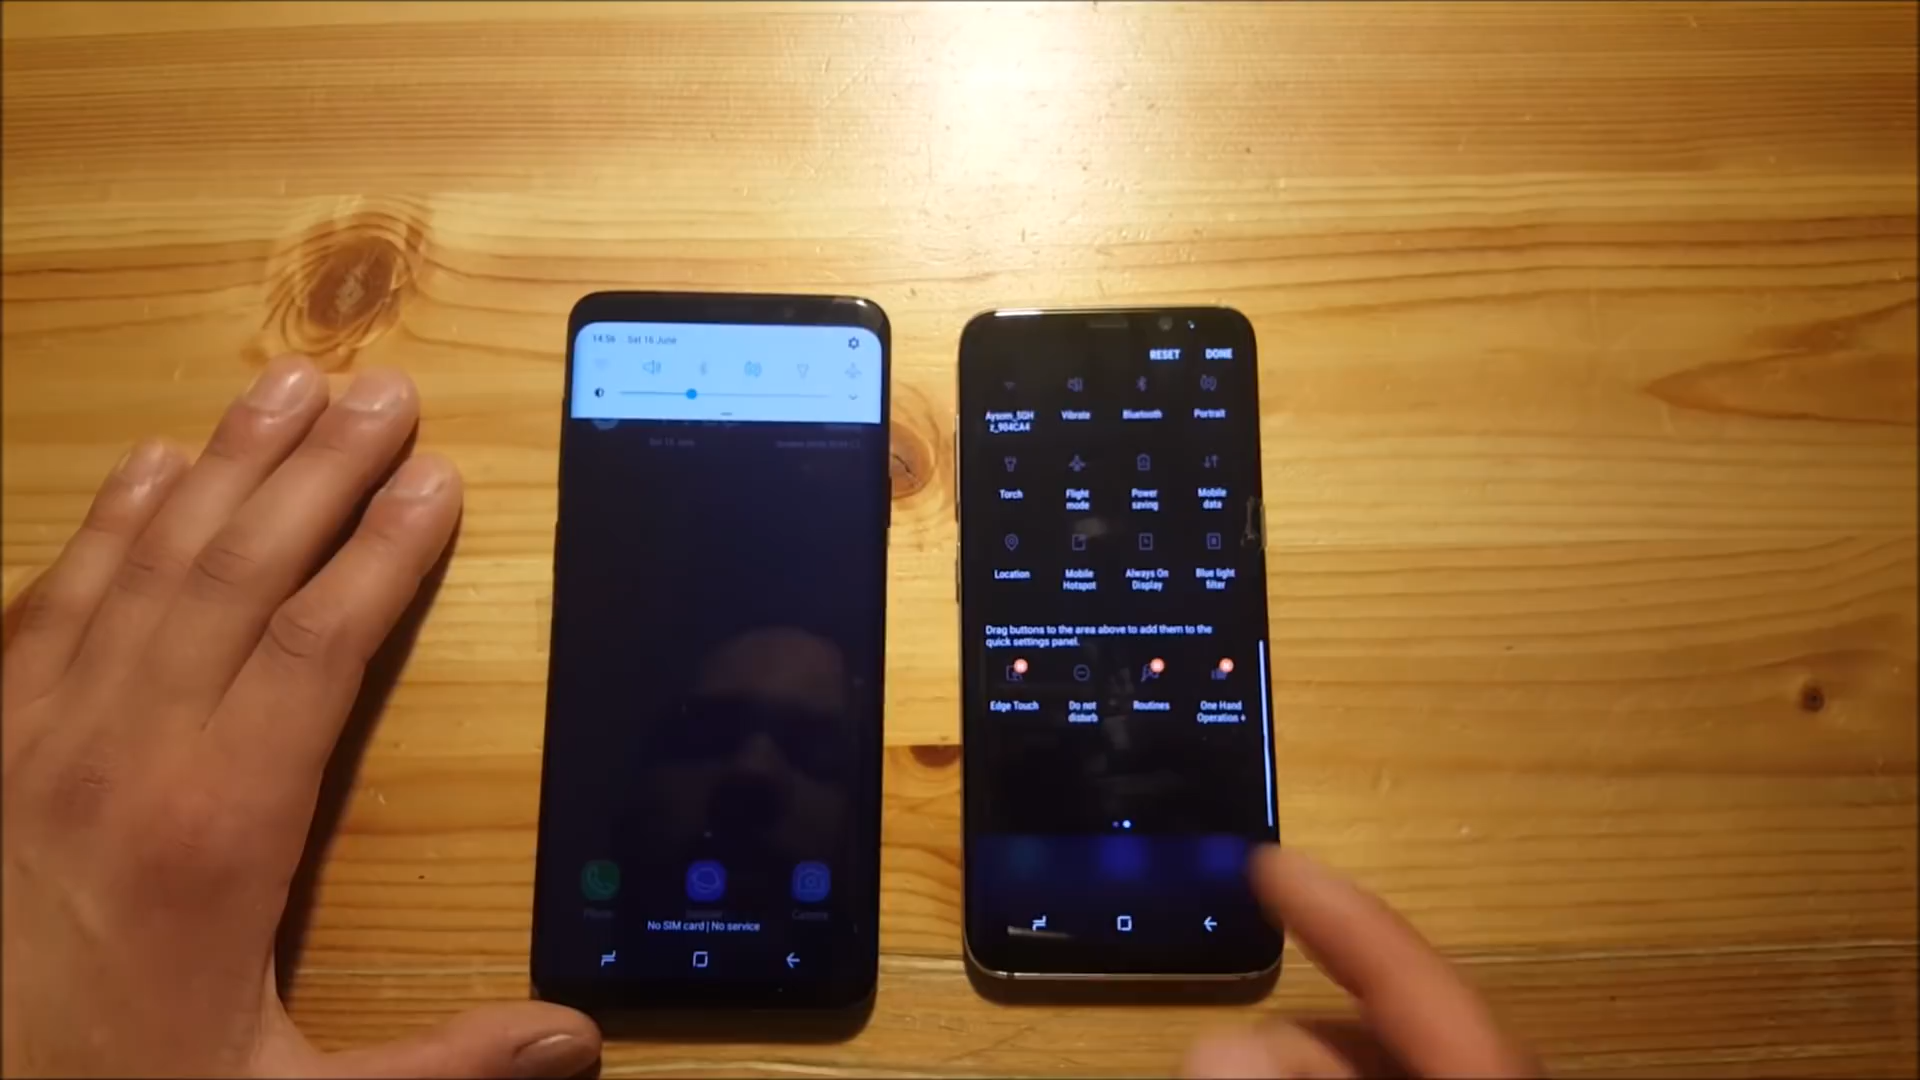 14:56 Sat 16 June
No SIM card | No service
RESET DONE
Aysom_5GH
z_904CA4
Vibrate
Bluetooth
Portrait
Torch
Flight
mode
Power
saving
Mobile
data
Location
Mobile
Hotspot
Always On
Display
Blue light
filter
Drag buttons to the area above to add them to the
quick settings panel.
Edge Touch
Do not
disturb
Routines
One Hand
Operation +